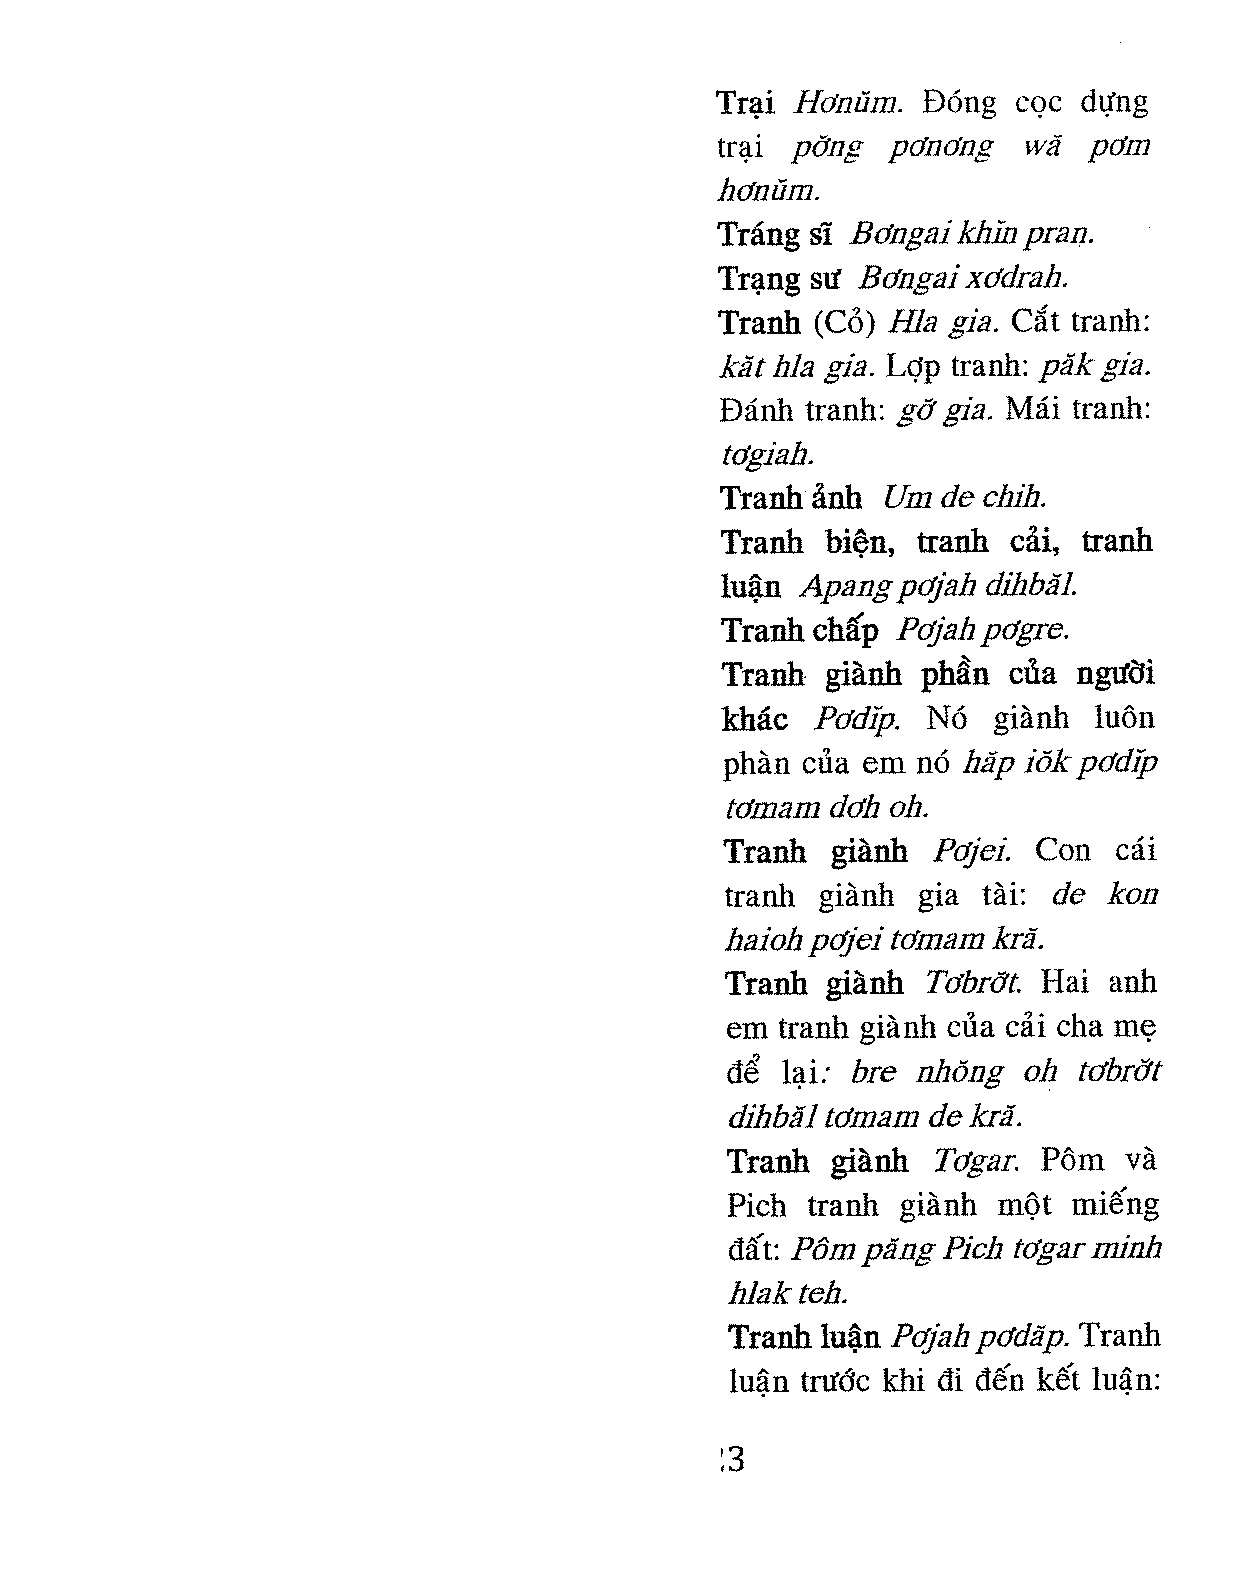 Trại Hơnŭm. Đóng cọc dựng
trại pơ̆ng pơnơng wă pơm
hơnŭm.
Tráng sĩ Bơngai khĭn pran.
Trạng sư Bơngai xơdrah.
Tranh (Cỏ) Hla gia. Cắt tranh:
kăt hla gia. Lợp tranh: păk gia.
Đánh tranh: gơ̆ gia. Mái tranh:
tơgiah.
Tranh ảnh Um de chih.
Tranh biện, tranh cải, tranh
luận Apang pơjah dihbăl.
Tranh chấp Pơjah pơgre.
Tranh giành phần của người
khác Pơdĭp. Nó giành luôn
phàn của em nó hăp iŏk pơdĭp
tơmam dơh oh.
Tranh giành Pơjei. Con cái
tranh giành gia tài: de kon
haioh pơjei tơmam kră.
Tranh giành Tơbrơ̆t. Hai anh
em tranh giành của cải cha mẹ
để lại: bre nhŏng oh tơbrơ̆t
dihbăl tơmam de kră.
Tranh giành Tơgar. Pôm và
Pich tranh giành một miếng
đất: Pôm păng Pich tơgar minh
hlak teh.
Tranh luận Pơjah pơdăp. Tranh
luận trước khi đi đến kết luận:
3